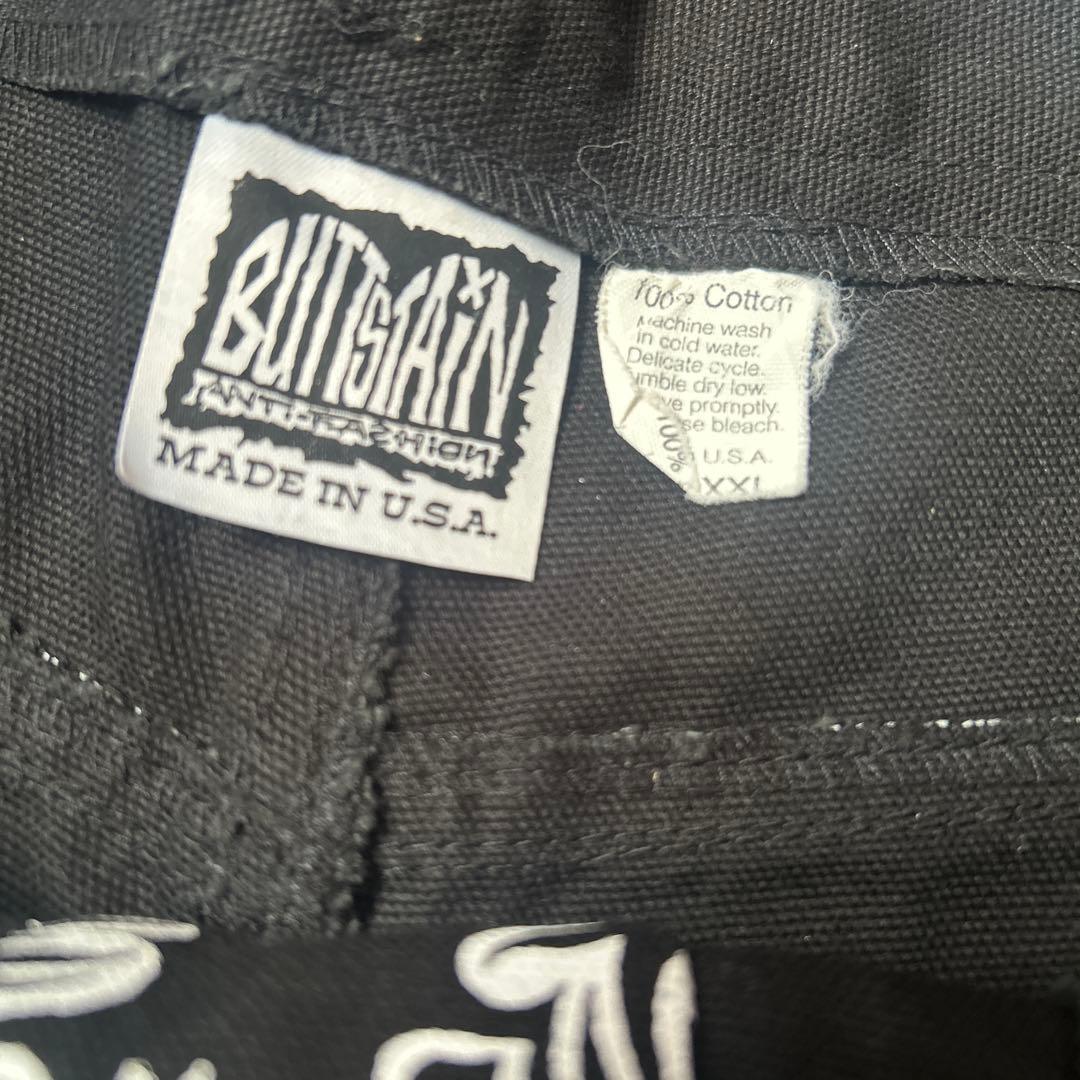 BUTTSTAiN
ANTI-FASHiON
MADE IN U.S.A.
100% Cotton
Machine wash
in cold water.
Delicate cycle.
umble dry low.
ve promptly.
se bleach.
U.S.A.
XXL
100%